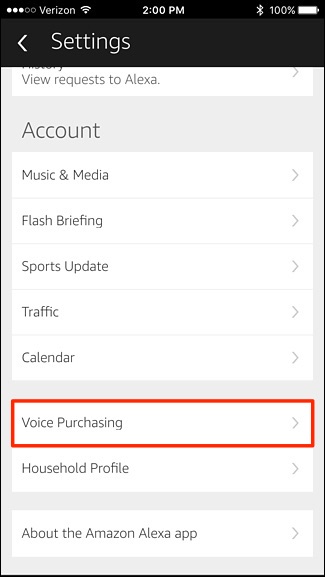 Verizon 2:00 PM 100%
Settings
History
View requests to Alexa.
Account
Music & Media
Flash Briefing
Sports Update
Traffic
Calendar
Voice Purchasing
Household Profile
About the Amazon Alexa app